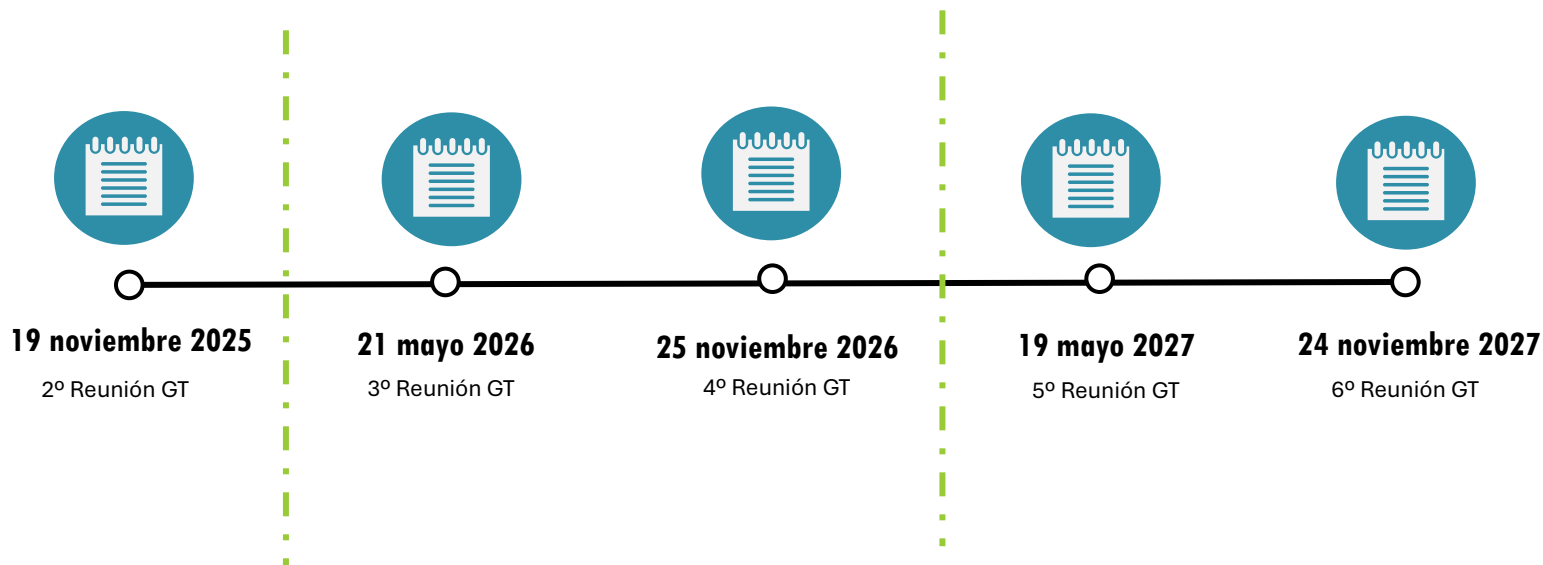 19 noviembre 2025
2º Reunión GT
21 mayo 2026
3º Reunión GT
25 noviembre 2026
4º Reunión GT
19 mayo 2027
5º Reunión GT
24 noviembre 2027
6º Reunión GT